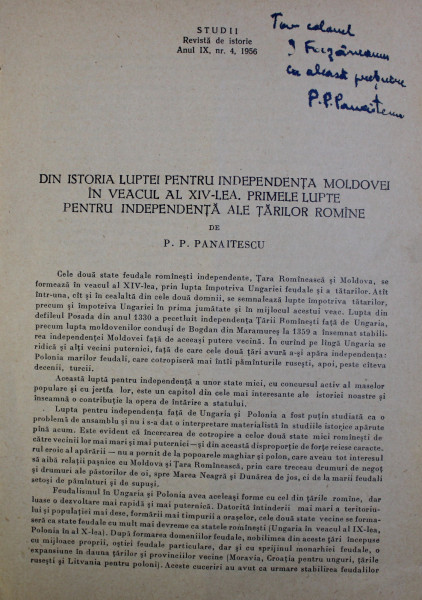 STUDII
Revistă de istorie
Anul IX, nr. 4, 1956
Tov. colonel
cu aleasă prețuire
P.P. Panaitescu
DIN ISTORIA LUPTEI PENTRU INDEPENDENȚA MOLDOVEI
ÎN VEACUL AL XIV-LEA. PRIMELE LUPTE
PENTRU INDEPENDENȚĂ ALE ȚĂRILOR ROMÎNE
DE
P. P. PANAITESCU
Cele două state feudale romînești independente, Țara Romînească și Moldova, se
formează în veacul al XIV-lea, prin lupta împotriva Ungariei feudale și a tătarilor. Atît
într-una, cît și în cealaltă din cele două domnii, se semnalează lupte împotriva tătarilor,
precum și împotriva Ungariei în prima jumătate și în mijlocul acestui veac. Lupta din
defileul Posada din anul 1330 a pecetluit independența Țării Romînești față de Ungaria,
precum lupta moldovenilor conduși de Bogdan din Maramureș la 1359 a însemnat stabili-
rea independenței Moldovei față de aceeași putere vecină. În curînd pe lîngă Ungaria se
ridică și alți vecini puternici, față de care cele două țări avură a-și apăra independența:
Polonia marilor feudali, care cotropiseră mai întîi pămînturile rusești, apoi, peste cîteva
decenii, turcii.
Această luptă pentru independență a unor state mici, cu concursul activ al maselor
populare și cu jertfa lor, este un capitol din cele mai interesante ale istoriei noastre și
înseamnă o contribuție la opera de întărire a statului.
Lupta pentru independență față de Ungaria și Polonia a fost puțin studiată ca o
problemă de ansamblu și nu i s-a dat o interpretare materialistă în studiile istorice apărute
pînă acum. Este evident că încercarea de cotropire a celor două state mici romînești de
către vecinii lor mai mari și mai puternici — și din această disproporție de forțe reiese caracte-
rul eroic al apărării — nu a pornit de la popoarele maghiar și polon, care aveau tot interesul
să aibă relații pașnice cu Moldova și Țara Romînească, prin care treceau drumuri de negoț
și drumuri ale păstorilor de oi, spre Marea Neagră și Dunărea de jos, ci de la marii feudali
setoși de pămînturi și de supuși.
Feudalismul în Ungaria și Polonia avea aceleași forme cu cel din țările romîne, dar
luase o dezvoltare mai rapidă și mai puternică. Datorită întinderii mai mari a teritoriu-
lui și populației mai dese, formării mai timpurii a orașelor, cele două state vecine se forma-
seră ca state feudale cu mult mai devreme ca statele romînești (Ungaria în veacul al IX-lea,
Polonia în al X-lea). După formarea domeniilor feudale, nobilimea din aceste țări începuse
cu mijloace proprii, oștiri feudale particulare, dar și cu sprijinul monarhiei feudale, o
expansiune în dauna țărilor și provinciilor vecine (Moravia, Croația pentru unguri, țările
rusești și Litvania pentru poloni). Aceste cuceriri au avut ca urmare stabilirea feudalilor